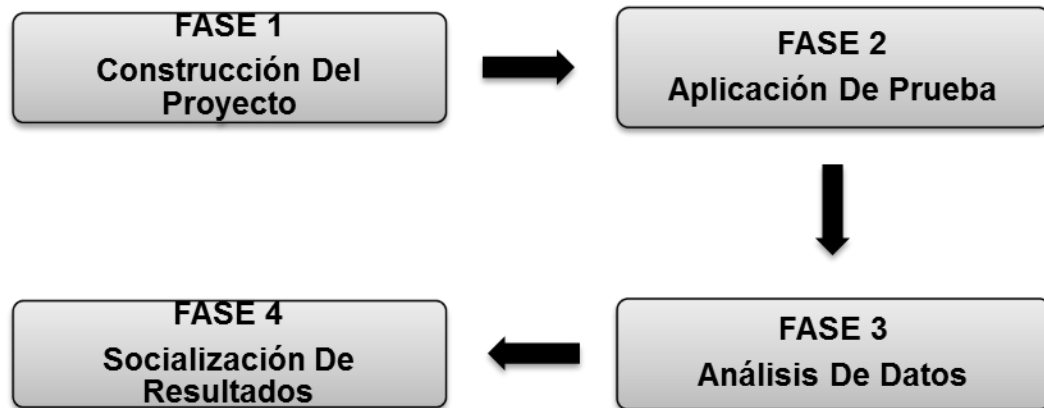 FASE 1
Construcción Del
Proyecto
FASE 2
Aplicación De Prueba
FASE 3
Análisis De Datos
FASE 4
Socialización De
Resultados